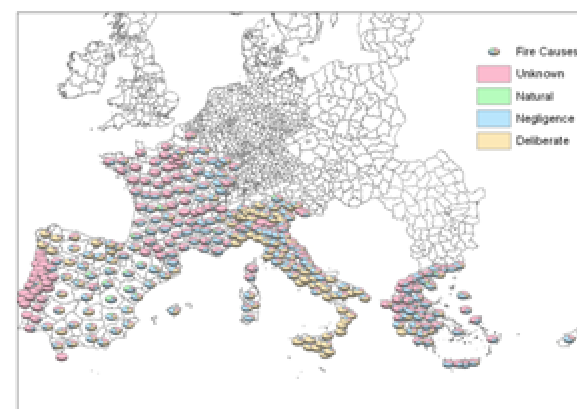 Fire Causes
Unknown
Natural
Negligence
Deliberate